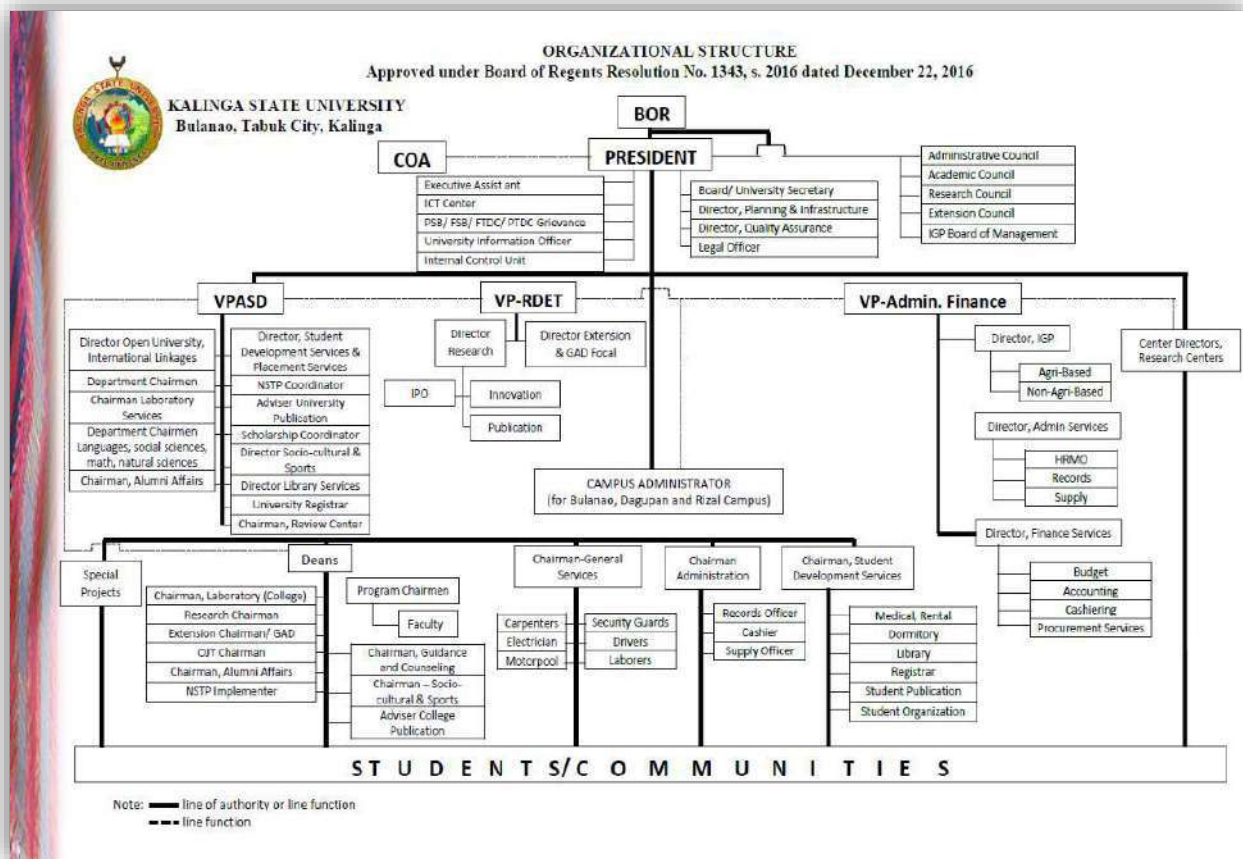 ORGANIZATIONAL STRUCTURE
Approved under Board of Regents Resolution No. 1343, s. 2016 dated December 22, 2016
KALINGA STATE UNIVERSITY
Bulanao, Tabuk City, Kalinga
KALINGA STATE UNIVERSITY
BOR
COA
PRESIDENT
Executive Assistant
ICT Center
PSB/ FSB/ FTDC/ PTDC Grievance
University Information Officer
Internal Control Unit
Board/ University Secretary
Director, Planning & Infrastructure
Director, Quality Assurance
Legal Officer
Administrative Council
Academic Council
Research Council
Extension Council
IGP Board of Management
VPASD
VP-RDET
VP-Admin. Finance
Director Open University,
International Linkages
Department Chairmen
Chairman Laboratory
Services
Department Chairmen
Languages, social sciences,
math, natural sciences
Chairman, Alumni Affairs
Director, Student
Development Services &
Placement Services
NSTP Coordinator
Adviser University
Publication
Scholarship Coordinator
Director Socio-cultural &
Sports
Director Library Services
University Registrar
Chairman, Review Center
Director
Research
Director Extension
& GAD Focal
IPO
Innovation
Publication
Director, IGP
Agri-Based
Non-Agri-Based
Director, Admin Services
HRMO
Records
Supply
Director, Finance Services
Budget
Accounting
Cashiering
Procurement Services
Center Directors,
Research Centers
CAMPUS ADMINISTRATOR
(for Bulanao, Dagupan and Rizal Campus)
Special
Projects
Deans
Chairman, Laboratory (College)
Research Chairman
Extension Chairman/ GAD
OJT Chairman
Chairman, Alumni Affairs
NSTP Implementer
Program Chairmen
Faculty
Chairman, Guidance
and Counseling
Chairman – Socio-
cultural & Sports
Adviser College
Publication
Chairman-General
Services
Carpenters
Electrician
Motorpool
Security Guards
Drivers
Laborers
Chairman
Administration
Records Officer
Cashier
Supply Officer
Chairman, Student
Development Services
Medical, Rental
Dormitory
Library
Registrar
Student Publication
Student Organization
STUDENTS/COMMUNITIES
Note: line of authority or line function
line function